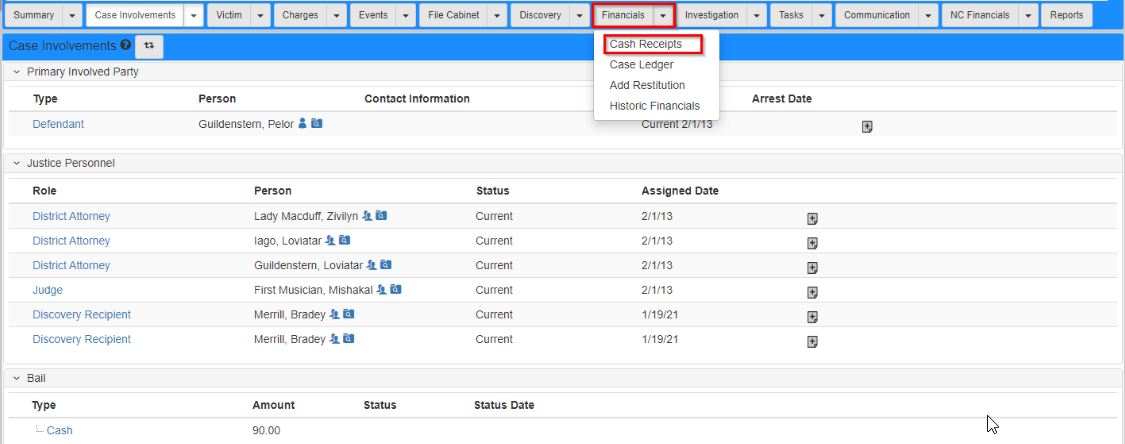 Summary Case Involvements Victim Charges Events File Cabinet Discovery Financials Investigation Tasks Communication NC Financials Reports
Case Involvements
Cash Receipts
Case Ledger
Add Restitution
Historic Financials
Primary Involved Party
Type Person Contact Information Arrest Date
Defendant Guildenstern, Pelor Current 2/1/13
Justice Personnel
Role Person Status Assigned Date
District Attorney Lady Macduff, Zivilyn Current 2/1/13
District Attorney Iago, Loviatar Current 2/1/13
District Attorney Guildenstern, Loviatar Current 2/1/13
Judge First Musician, Mishakal Current 2/1/13
Discovery Recipient Merrill, Bradey Current 1/19/21
Discovery Recipient Merrill, Bradey Current 1/19/21
Bail
Type Amount Status Status Date
Cash 90.00